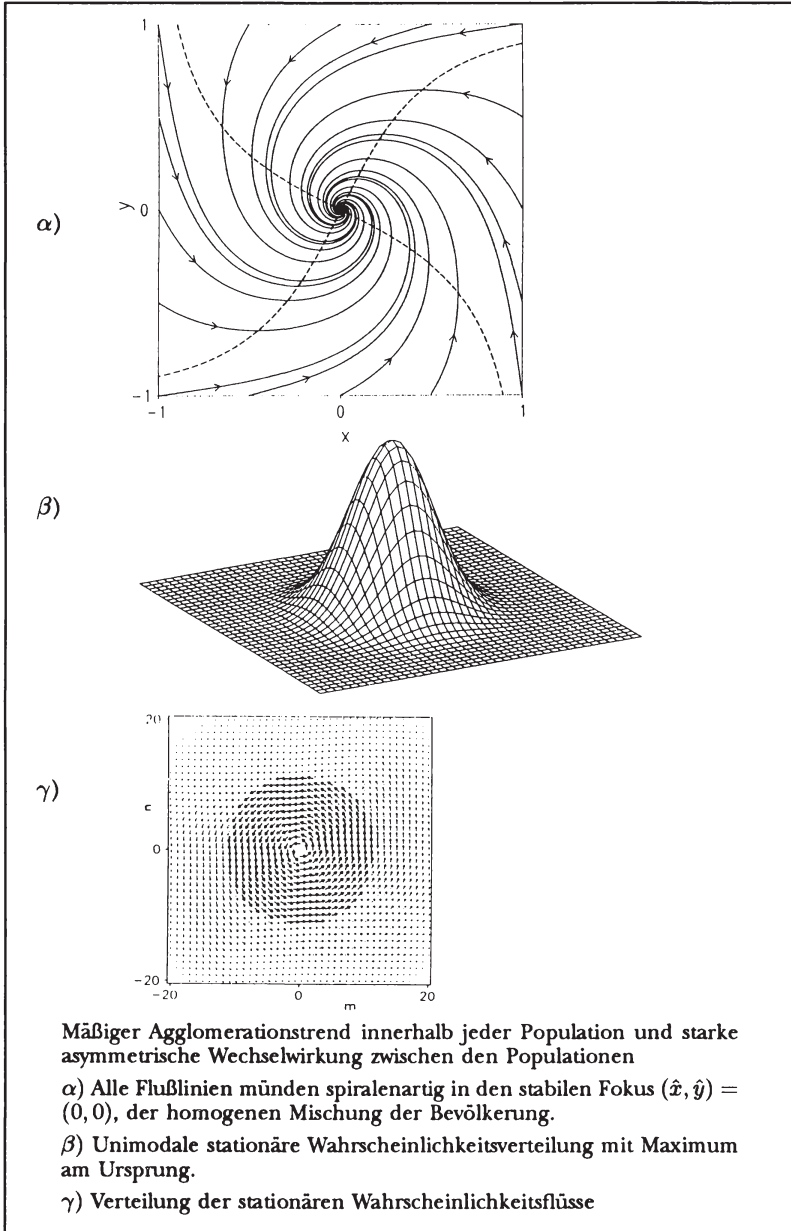 α)
1
y
0
-1
-1
0
1
x
β)
γ)
20
n
0
-20
-20
0
20
m
Mäßiger Agglomerationstrend innerhalb jeder Population und starke
asymmetrische Wechselwirkung zwischen den Populationen
α) Alle Flußlinien münden spiralenartig in den stabilen Fokus (x̂, ŷ) =
(0, 0), der homogenen Mischung der Bevölkerung.
β) Unimodale stationäre Wahrscheinlichkeitsverteilung mit Maximum
am Ursprung.
γ) Verteilung der stationären Wahrscheinlichkeitsflüsse